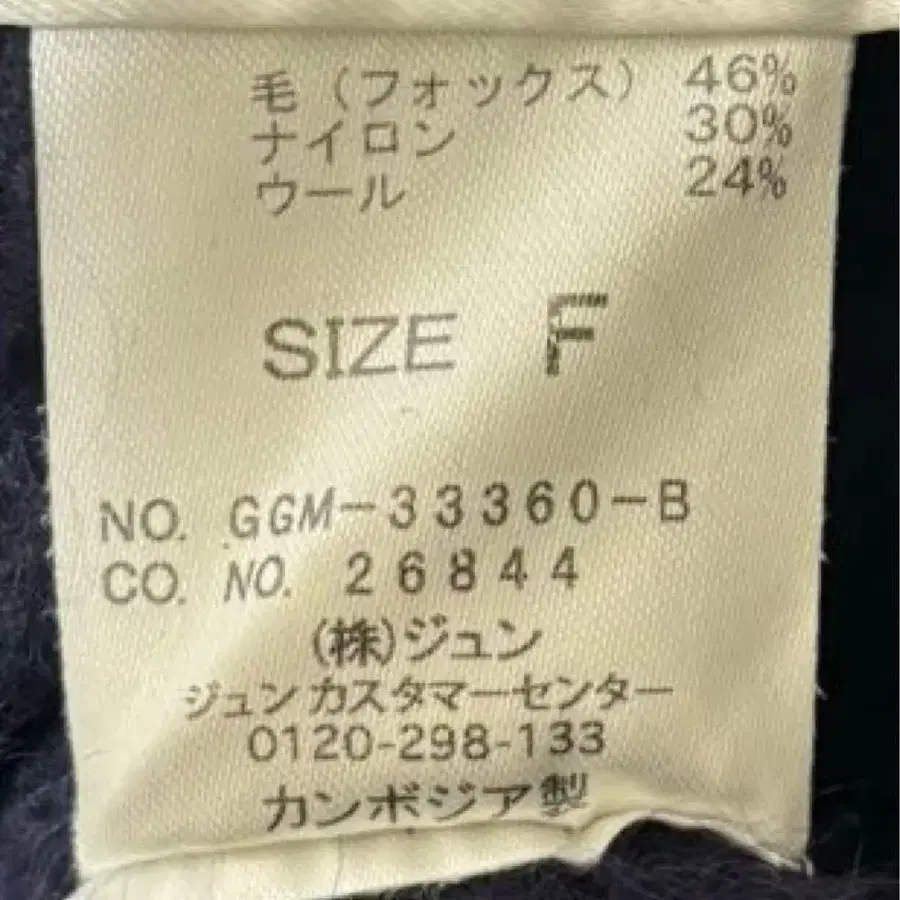 毛（フォックス） 46%
ナイロン 30%
ウール 24%
SIZE F
NO. GGM-33360-B
CO. NO. 26844
(株)ジュン
ジュンカスタマーセンター
0120-298-133
カンボジア製